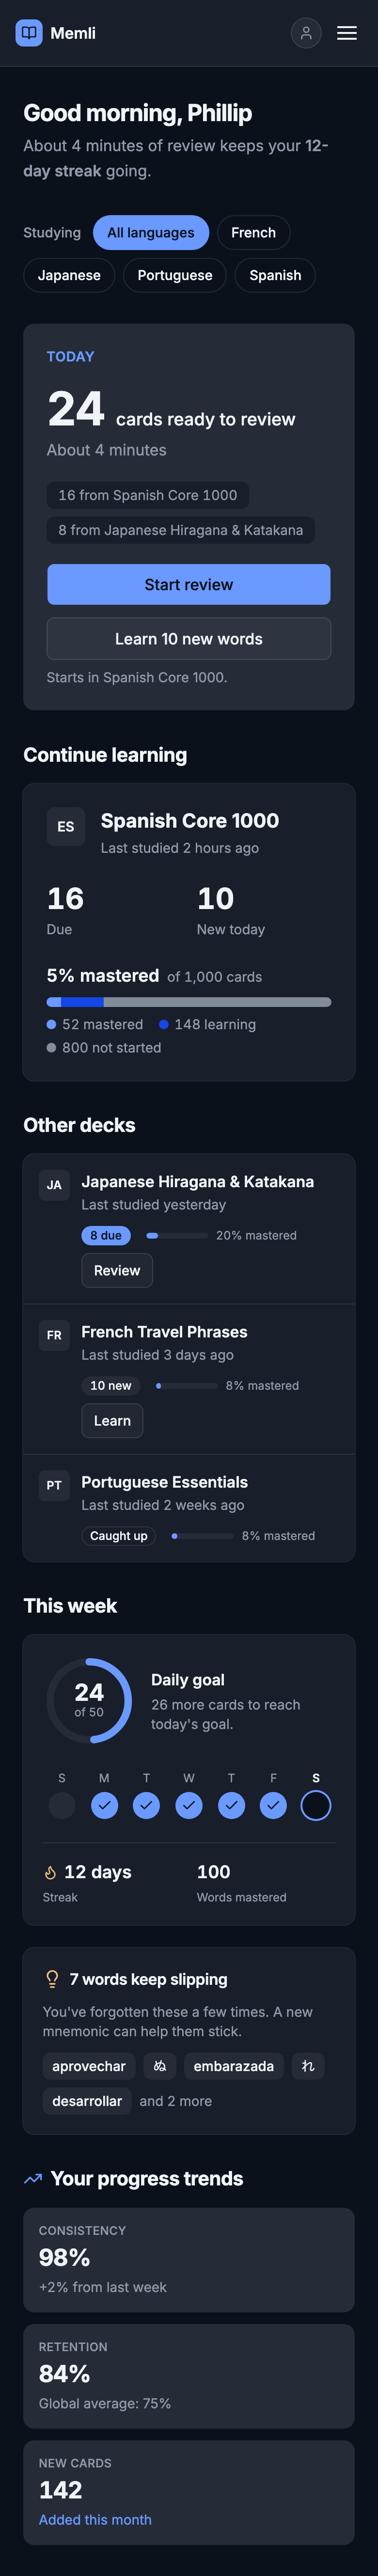 Memli
Good morning, Phillip
About 4 minutes of review keeps your 12-
day streak going.
Studying
All languages
French
Japanese
Portuguese
Spanish
TODAY
24 cards ready to review
About 4 minutes
16 from Spanish Core 1000
8 from Japanese Hiragana & Katakana
Start review
Learn 10 new words
Starts in Spanish Core 1000.
Continue learning
ES
Spanish Core 1000
Last studied 2 hours ago
16
Due
10
New today
5% mastered of 1,000 cards
52 mastered
148 learning
800 not started
Other decks
JA
Japanese Hiragana & Katakana
Last studied yesterday
8 due
20% mastered
Review
FR
French Travel Phrases
Last studied 3 days ago
10 new
8% mastered
Learn
PT
Portuguese Essentials
Last studied 2 weeks ago
Caught up
8% mastered
This week
24
of 50
Daily goal
26 more cards to reach
today's goal.
S M T W T F S
12 days
Streak
100
Words mastered
7 words keep slipping
You've forgotten these a few times. A new
mnemonic can help them stick.
aprovechar
ぬ
embarazada
れ
desarrollar
and 2 more
Your progress trends
CONSISTENCY
98%
+2% from last week
RETENTION
84%
Global average: 75%
NEW CARDS
142
Added this month